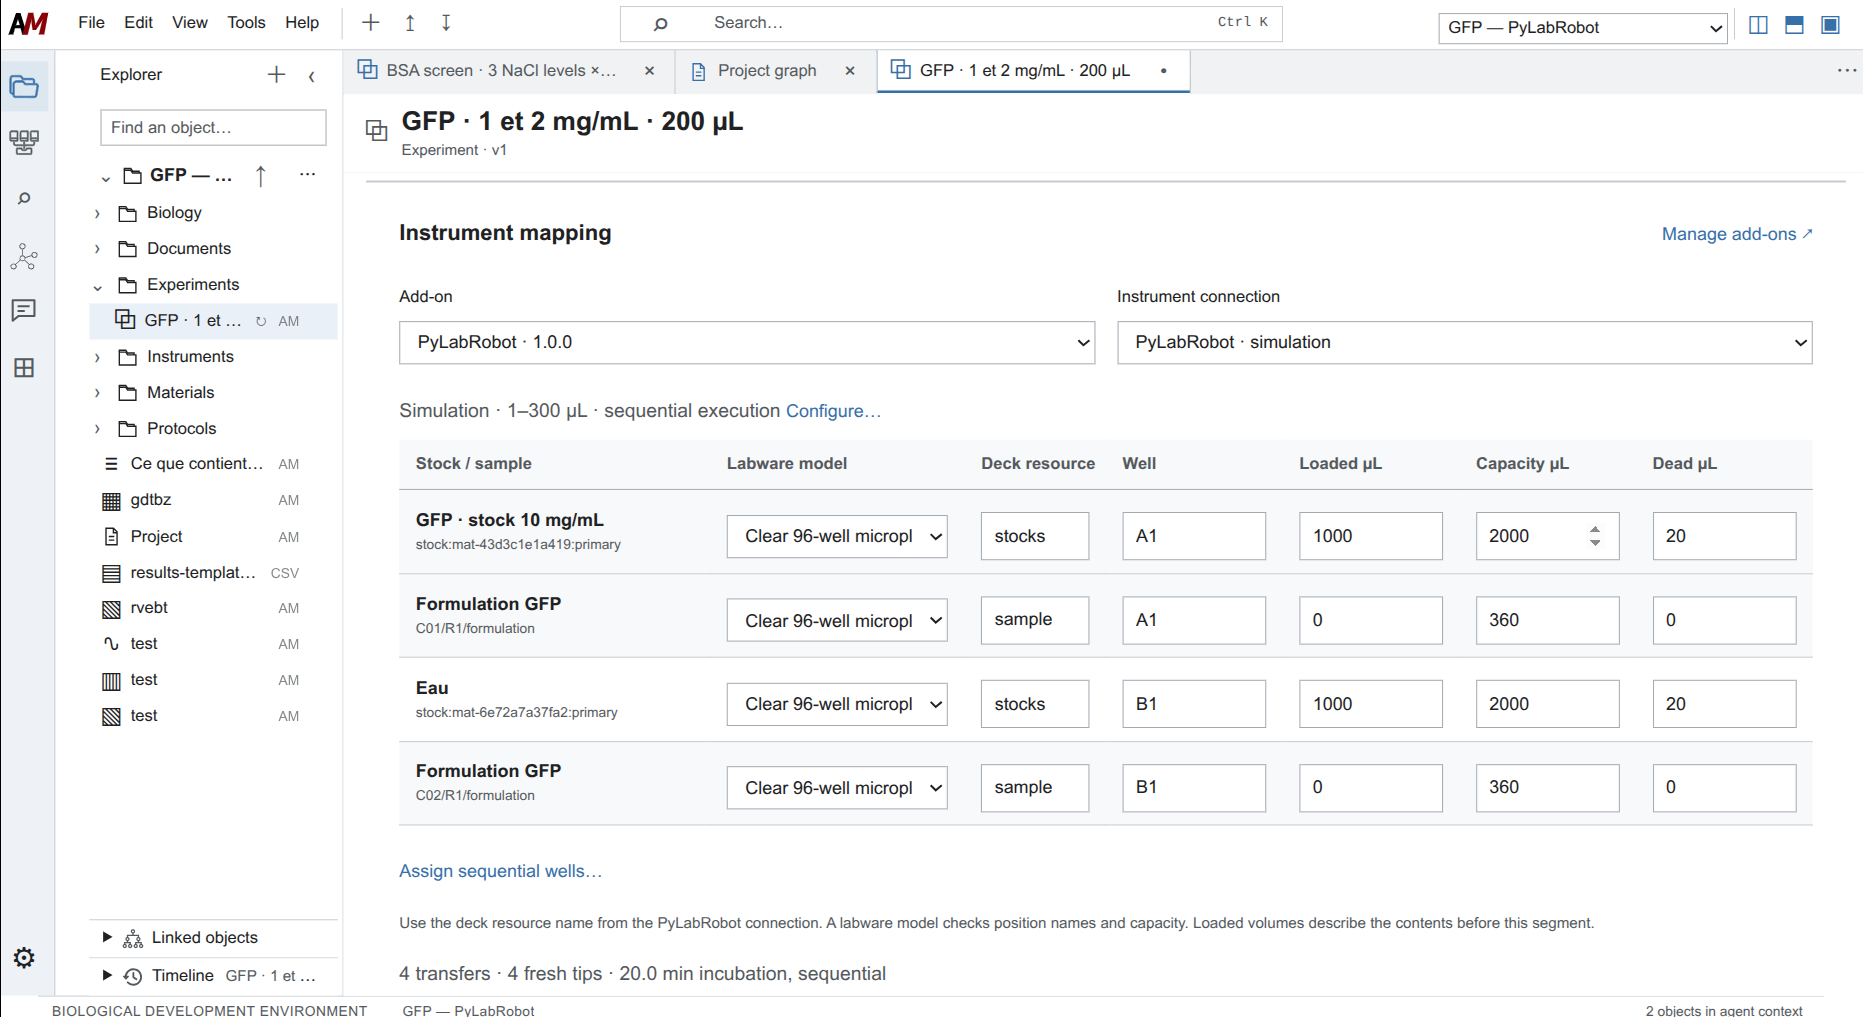 AM File Edit View Tools Help Search… Ctrl K GFP — PyLabRobot
Explorer
BSA screen · 3 NaCl levels ×… Project graph GFP · 1 et 2 mg/mL · 200 µL
Find an object…
GFP — …
Biology
Documents
Experiments
GFP · 1 et … AM
Instruments
Materials
Protocols
Ce que contient… AM
gdtbz AM
Project AM
results-templat… CSV
rvebt AM
test AM
test AM
test AM
Linked objects
Timeline GFP · 1 et …
GFP · 1 et 2 mg/mL · 200 µL
Experiment · v1
Instrument mapping
Manage add-ons ↗
Add-on Instrument connection
PyLabRobot · 1.0.0 PyLabRobot · simulation
Simulation · 1–300 µL · sequential execution Configure…
Stock / sample Labware model Deck resource Well Loaded µL Capacity µL Dead µL
GFP · stock 10 mg/mL
stock:mat-43d3c1e1a419:primary
Clear 96-well micropl stocks A1 1000 2000 20
Formulation GFP
C01/R1/formulation
Clear 96-well micropl sample A1 0 360 0
Eau
stock:mat-6e72a7a37fa2:primary
Clear 96-well micropl stocks B1 1000 2000 20
Formulation GFP
C02/R1/formulation
Clear 96-well micropl sample B1 0 360 0
Assign sequential wells…
Use the deck resource name from the PyLabRobot connection. A labware model checks position names and capacity. Loaded volumes describe the contents before this segment.
4 transfers · 4 fresh tips · 20.0 min incubation, sequential
BIOLOGICAL DEVELOPMENT ENVIRONMENT GFP — PyLabRobot 2 objects in agent context